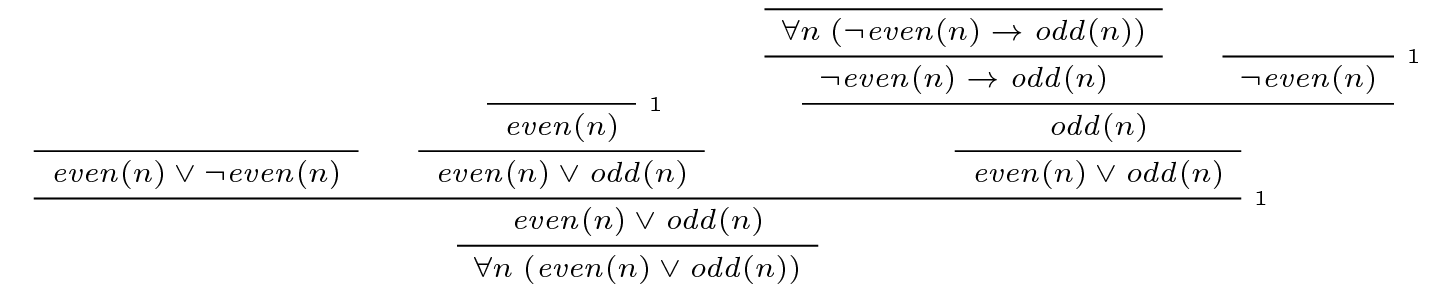 ∀n (¬even(n) → odd(n))
1
¬even(n) → odd(n) ¬even(n)
1
even(n) odd(n)
even(n) ∨ ¬even(n) even(n) ∨ odd(n) even(n) ∨ odd(n)
1
even(n) ∨ odd(n)
∀n (even(n) ∨ odd(n))